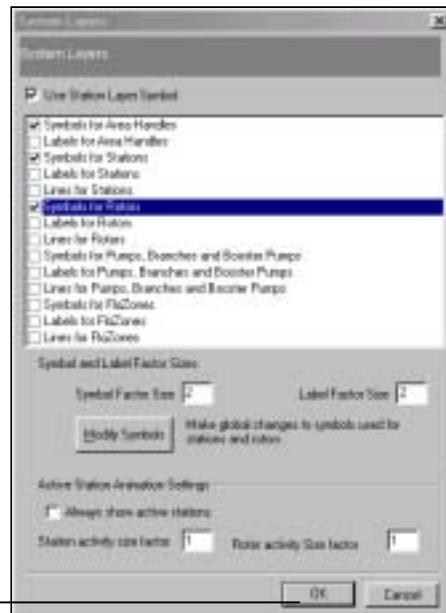 System Layers
System Layers
Use Station Layer Symbol
Symbols for Area Handles
Labels for Area Handles
Symbols for Stations
Labels for Stations
Lines for Stations
Symbols for Rotors
Labels for Rotors
Lines for Rotors
Symbols for Pumps, Branches and Booster Pumps
Labels for Pumps, Branches and Booster Pumps
Lines for Pumps, Branches and Booster Pumps
Symbols for FloZones
Labels for FloZones
Lines for FloZones
Symbol and Label Factor Sizes
Symbol Factor Size 2 Label Factor Size 2
Modify Symbols Make global changes to symbols used for
stations and rotors
Active Station Animation Settings
Always show active stations
Station activity size factor 1 Rotor activity Size factor 1
OK Cancel